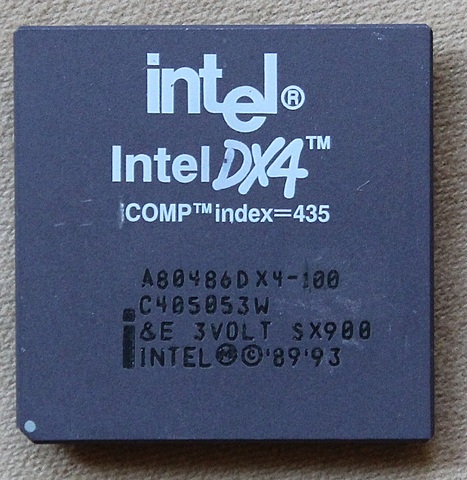 intel®
Intel DX4™
iCOMP™ index=435
A80486DX4-100
C405053W
i &E 3VOLT SX900
INTEL Ⓜ © '89 '93